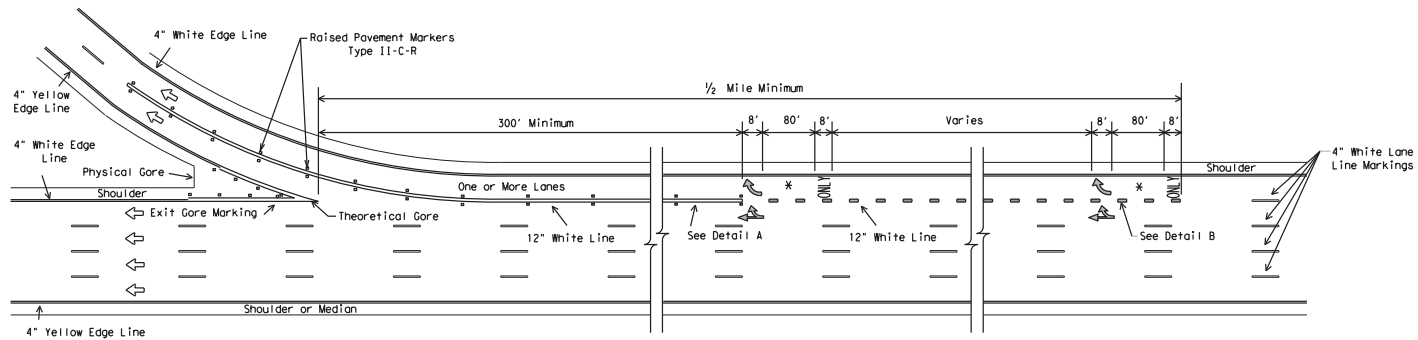 4" White Edge Line
Raised Pavement Markers
Type II-C-R
4" Yellow
Edge Line
½ Mile Minimum
300' Minimum
8'
80'
8'
Varies
8'
80'
8'
4" White Edge
Line
Physical Gore
Shoulder
One or More Lanes
*
ONLY
*
ONLY
Shoulder
4" White Lane
Line Markings
Exit Gore Marking
Theoretical Gore
12" White Line
See Detail A
12" White Line
See Detail B
Shoulder or Median
4" Yellow Edge Line